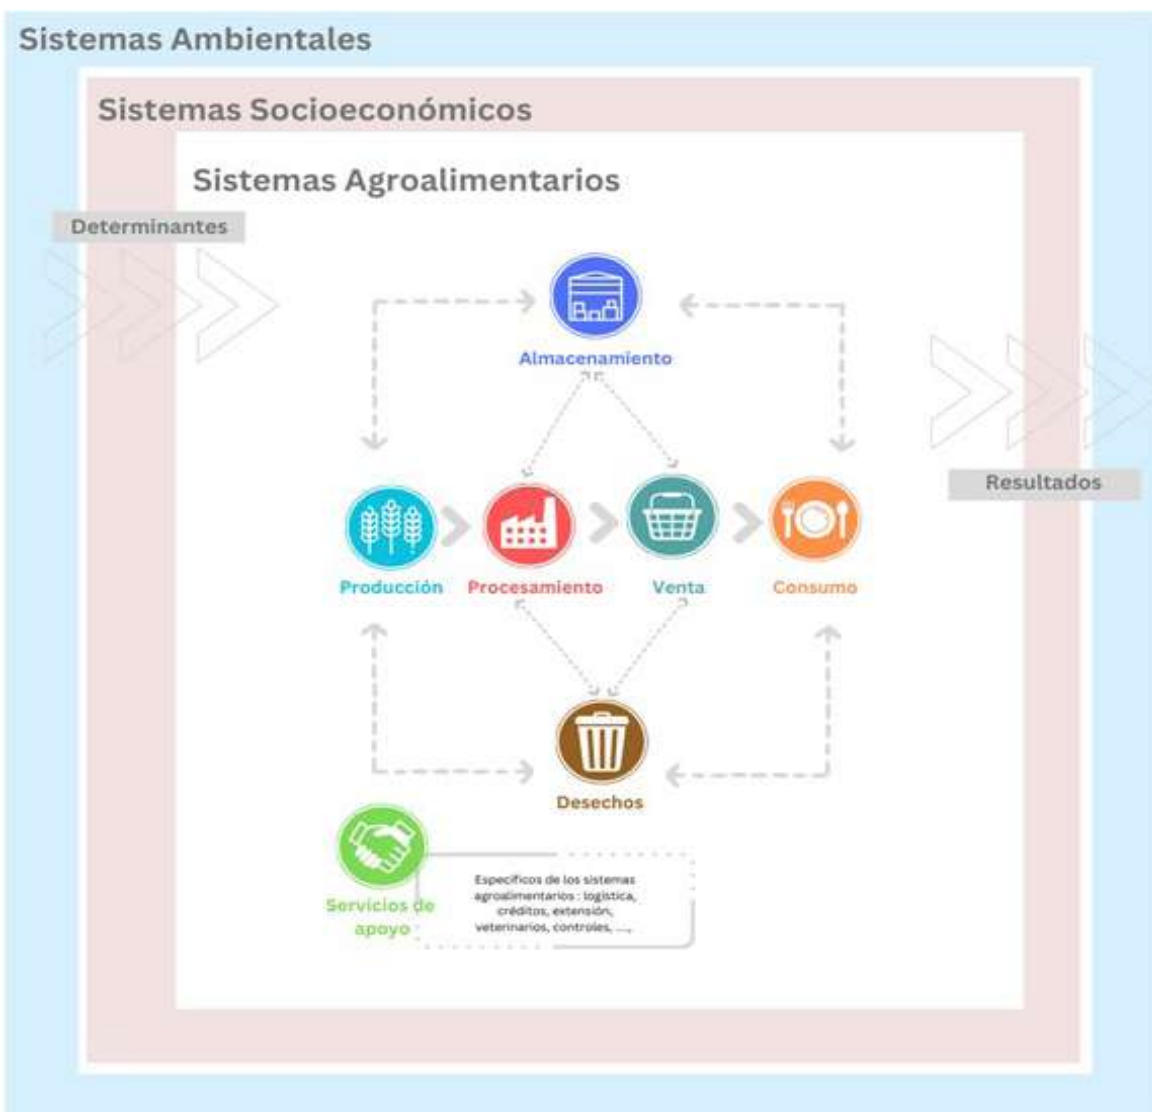 Sistemas Ambientales
Sistemas Socioeconómicos
Sistemas Agroalimentarios
Determinantes
Almacenamiento
Resultados
Producción
Procesamiento
Venta
Consumo
Desechos
Servicios de
apoyo
Específicos de los sistemas
agroalimentarios : logística,
créditos, extensión,
veterinarios, controles, ....,